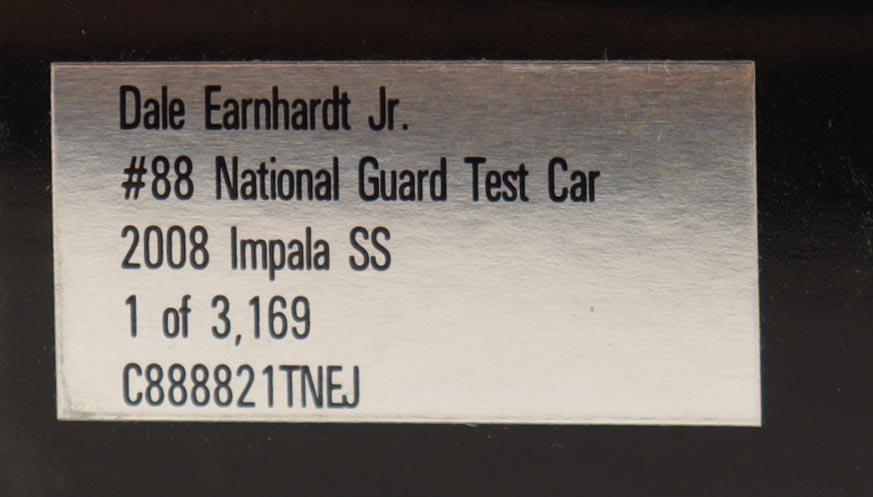 Dale Earnhardt Jr.
#88 National Guard Test Car
2008 Impala SS
1 of 3,169
C888821TNEJ